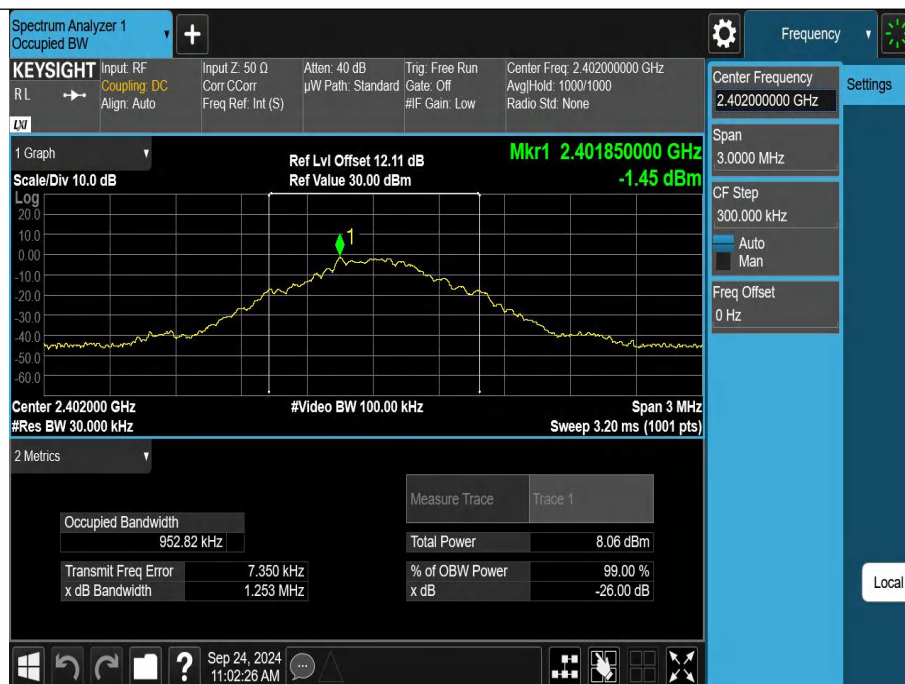 Spectrum Analyzer 1
Occupied BW
Frequency
KEYSIGHT
RL
LXI
Input: RF
Coupling: DC
Align: Auto
Input Z: 50 Ω
Corr CCorr
Freq Ref: Int (S)
Atten: 40 dB
µW Path: Standard
Trig: Free Run
Gate: Off
#IF Gain: Low
Center Freq: 2.402000000 GHz
Avg|Hold: 1000/1000
Radio Std: None
Center Frequency
2.402000000 GHz
Settings
Span
3.0000 MHz
CF Step
300.000 kHz
Auto
Man
Freq Offset
0 Hz
Local
1 Graph
Scale/Div 10.0 dB
Ref Lvl Offset 12.11 dB
Ref Value 30.00 dBm
Mkr1 2.401850000 GHz
-1.45 dBm
Log
20.0
10.0
0.00
-10.0
-20.0
-30.0
-40.0
-50.0
-60.0
1
Center 2.402000 GHz
#Res BW 30.000 kHz
#Video BW 100.00 kHz
Span 3 MHz
Sweep 3.20 ms (1001 pts)
2 Metrics
Measure Trace
Trace 1
Occupied Bandwidth
952.82 kHz
Total Power
8.06 dBm
Transmit Freq Error
7.350 kHz
% of OBW Power
99.00 %
x dB Bandwidth
1.253 MHz
x dB
-26.00 dB
Sep 24, 2024
11:02:26 AM